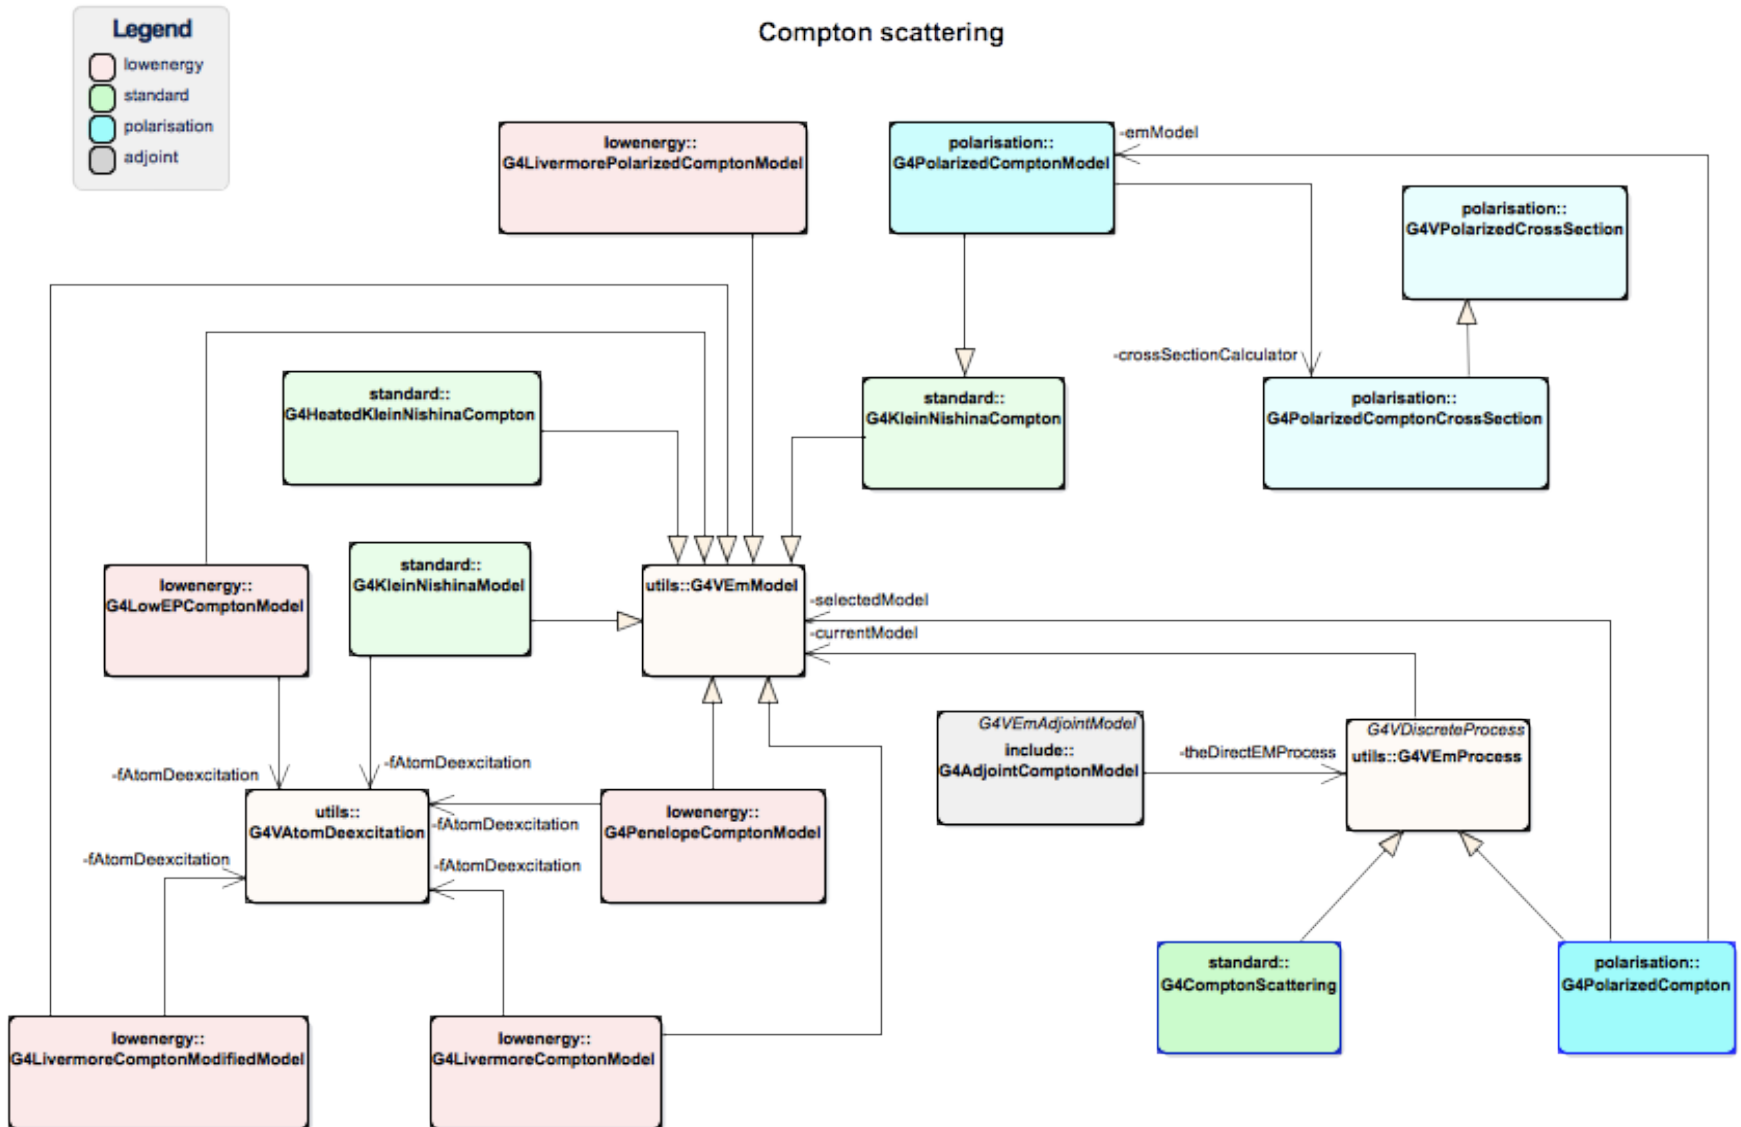 Legend
lowenergy
standard
polarisation
adjoint
Compton scattering
lowenergy::
G4LivermorePolarizedComptonModel
polarisation::
G4PolarizedComptonModel
-emModel
polarisation::
G4VPolarizedCrossSection
-crossSectionCalculator
standard::
G4HeatedKleinNishinaCompton
standard::
G4KleinNishinaCompton
polarisation::
G4PolarizedComptonCrossSection
lowenergy::
G4LowEPComptonModel
standard::
G4KleinNishinaModel
utils::G4VEmModel
-selectedModel
-currentModel
G4VEmAdjointModel
include::
G4AdjointComptonModel
-theDirectEMProcess
G4VDiscreteProcess
utils::G4VEmProcess
-fAtomDeexcitation
-fAtomDeexcitation
utils::
G4VAtomDeexcitation
-fAtomDeexcitation
lowenergy::
G4PenelopeComptonModel
-fAtomDeexcitation
-fAtomDeexcitation
standard::
G4ComptonScattering
polarisation::
G4PolarizedCompton
lowenergy::
G4LivermoreComptonModifiedModel
lowenergy::
G4LivermoreComptonModel